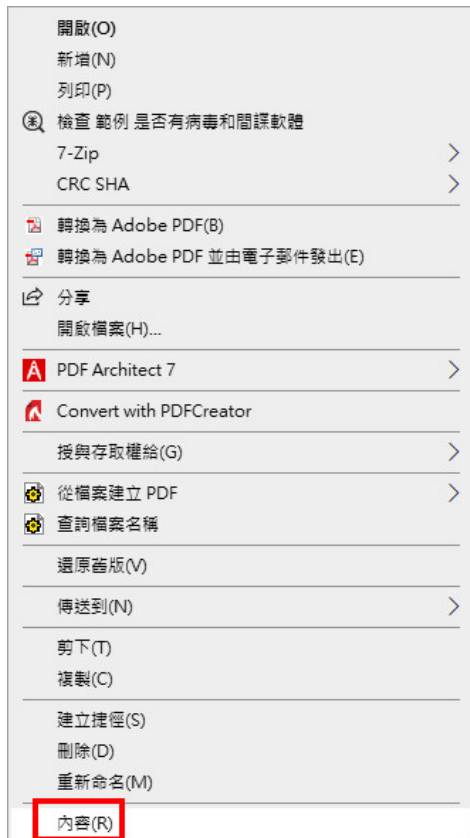 開啟(O)
新增(N)
列印(P)
檢查 範例 是否有病毒和間諜軟體
7-Zip
CRC SHA
轉換為 Adobe PDF(B)
轉換為 Adobe PDF 並由電子郵件發出(E)
分享
開啟檔案(H)...
PDF Architect 7
Convert with PDFCreator
授與存取權給(G)
從檔案建立 PDF
查詢檔案名稱
還原舊版(V)
傳送到(N)
剪下(T)
複製(C)
建立捷徑(S)
刪除(D)
重新命名(M)
內容(R)